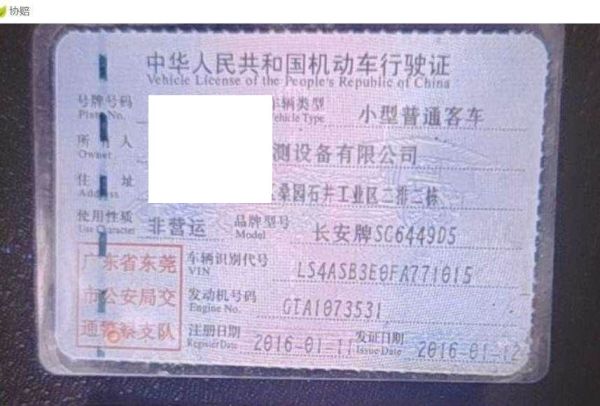 协赔
中华人民共和国机动车行驶证
Vehicle License of the People's Republic of China
号牌号码 车辆类型 小型普通客车
Plate No. Vehicle Type
所有人 测设备有限公司
Owner
住址 区桑园石井工业区二排二栋
Address
使用性质 非营运 品牌型号 长安牌SC6449D5
Use Character Model
广东省东莞市公安局交通警察支队
车辆识别代号 LS4ASB3E0FA771015
VIN
发动机号码 GTA1073531
Engine No.
注册日期 2016-01-11 发证日期 2016-01-12
Register Date Issue Date